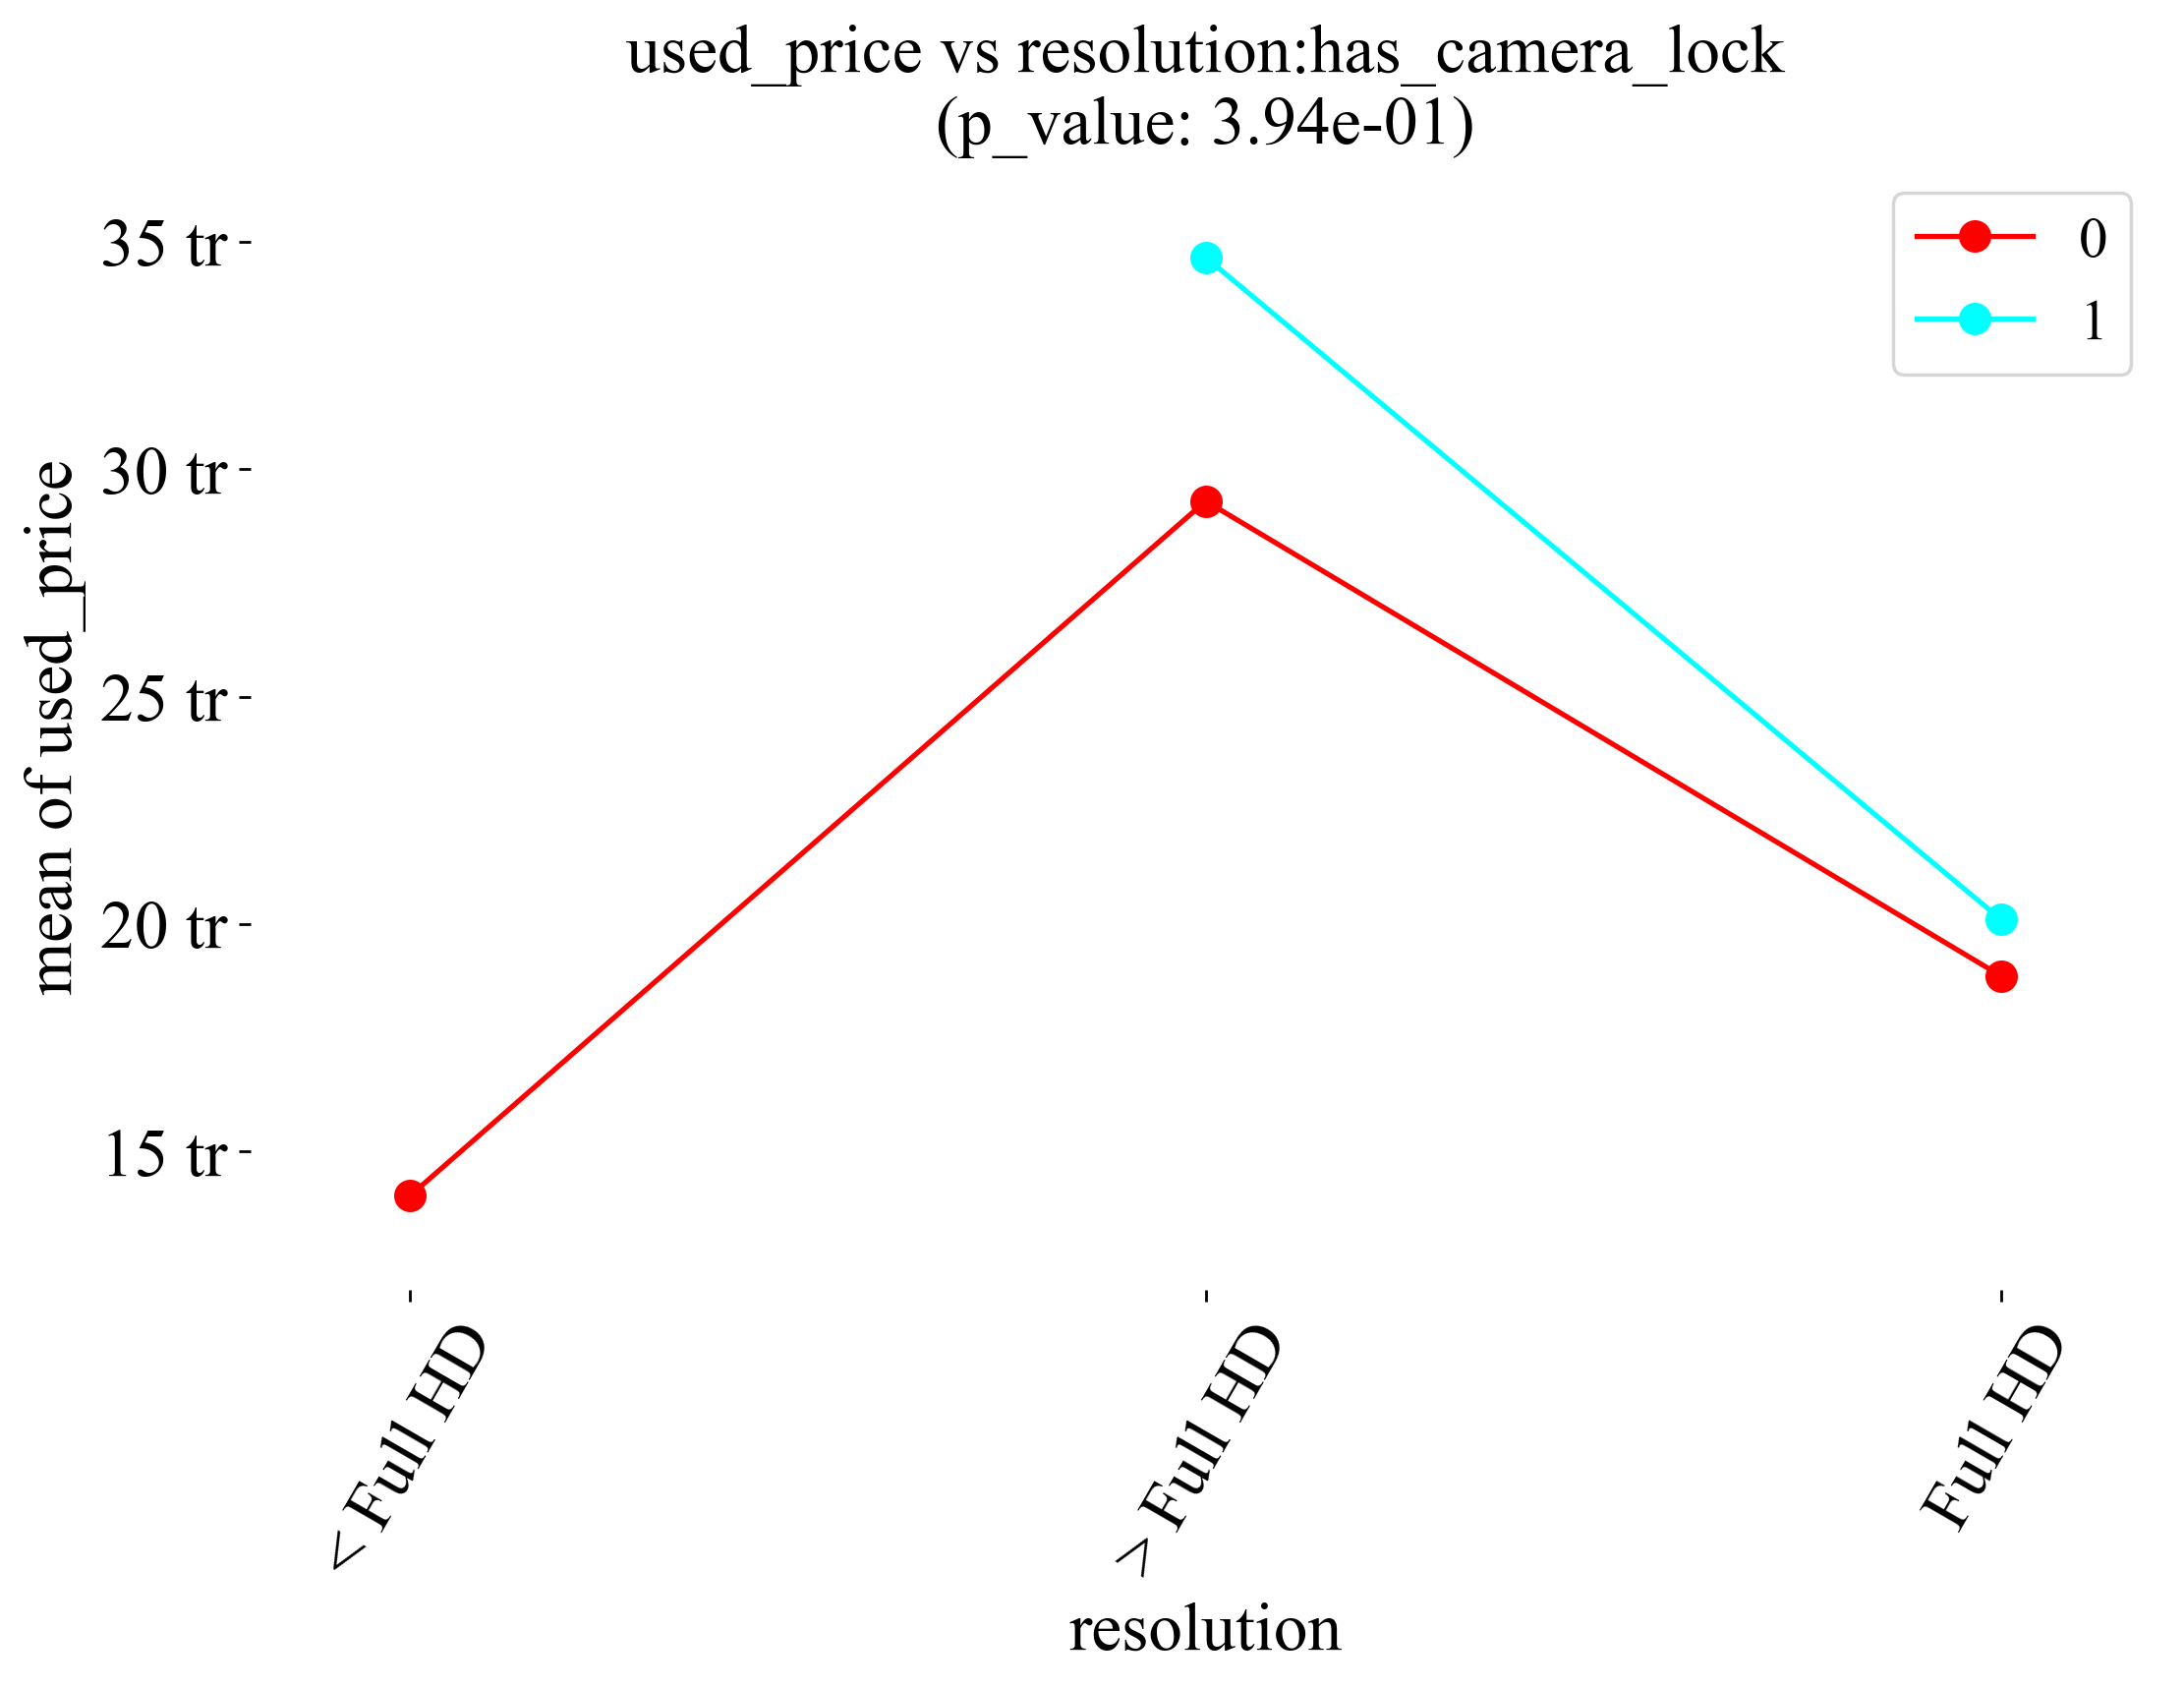 used_price vs resolution:has_camera_lock
(p_value: 3.94e-01)
0
1
35 tr
30 tr
25 tr
20 tr
15 tr
mean of used_price
< Full HD
> Full HD
Full HD
resolution